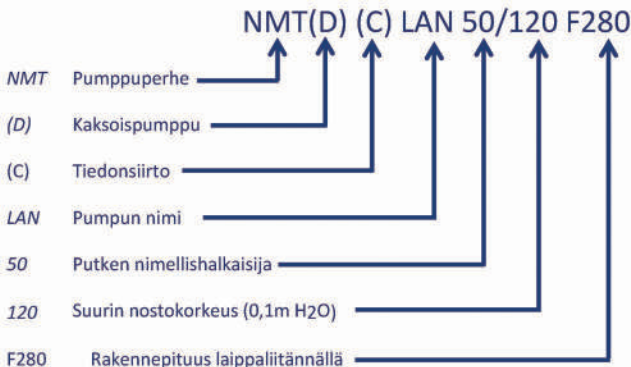 NMT(D) (C) LAN 50/120 F280
NMT Pumppuperhe
(D) Kaksoispumppu
(C) Tiedonsiirto
LAN Pumpun nimi
50 Putken nimellishalkaisija
120 Suurin nostokorkeus (0,1m H2O)
F280 Rakennepituus laippaliitännällä